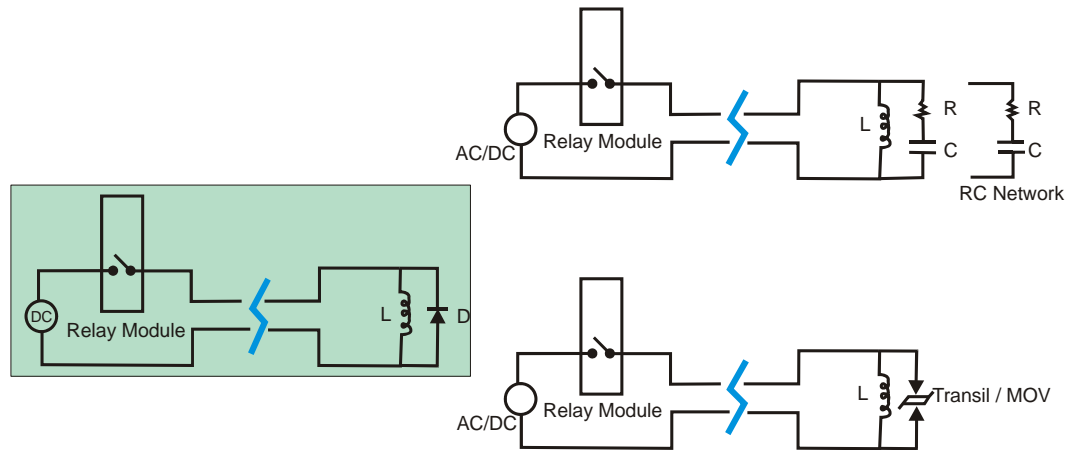 R
R
L
Relay Module
AC/DC
C
C
RC Network
DC
L
D
Relay Module
L
Transil / MOV
Relay Module
AC/DC